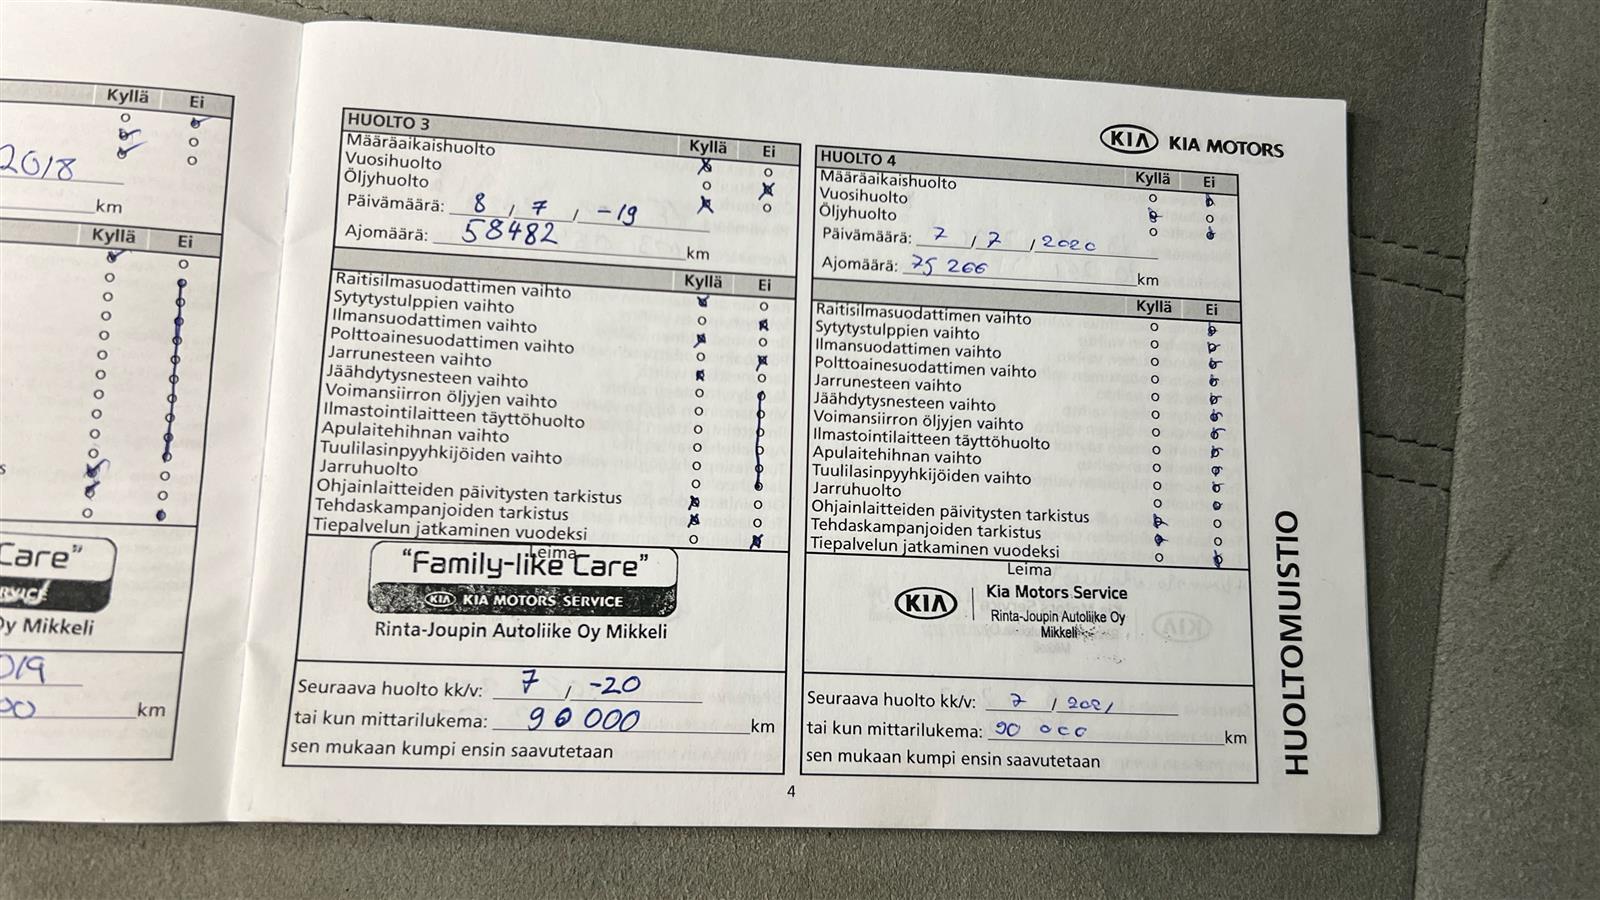 Kyllä Ei
2018
km
Kyllä Ei
Care"
Oy Mikkeli
km
HUOLTO 3
Kyllä Ei
Määräaikaishuolto
Vuosihuolto
Öljyhuolto
Päivämäärä: 8 / 7 / -19
Ajomäärä: 58482 km
Kyllä Ei
Raitisilmasuodattimen vaihto
Sytytystulppien vaihto
Ilmansuodattimen vaihto
Polttoainesuodattimen vaihto
Jarrunesteen vaihto
Jäähdytysnesteen vaihto
Voimansiirron öljyjen vaihto
Ilmastointilaitteen täyttöhuolto
Apulaitehihnan vaihto
Tuulilasinpyyhkijöiden vaihto
Jarruhuolto
Ohjainlaitteiden päivitysten tarkistus
Tehdaskampanjoiden tarkistus
Tiepalvelun jatkaminen vuodeksi
Leima
"Family-like Care"
KIA KIA MOTORS SERVICE
Rinta-Joupin Autoliike Oy Mikkeli
Seuraava huolto kk/v: 7 / -20
tai kun mittarilukema: 90 000 km
sen mukaan kumpi ensin saavutetaan
KIA KIA MOTORS
HUOLTO 4
Kyllä Ei
Määräaikaishuolto
Vuosihuolto
Öljyhuolto
Päivämäärä: 7 / 7 / 2020
Ajomäärä: 75 266 km
Kyllä Ei
Raitisilmasuodattimen vaihto
Sytytystulppien vaihto
Ilmansuodattimen vaihto
Polttoainesuodattimen vaihto
Jarrunesteen vaihto
Jäähdytysnesteen vaihto
Voimansiirron öljyjen vaihto
Ilmastointilaitteen täyttöhuolto
Apulaitehihnan vaihto
Tuulilasinpyyhkijöiden vaihto
Jarruhuolto
Ohjainlaitteiden päivitysten tarkistus
Tehdaskampanjoiden tarkistus
Tiepalvelun jatkaminen vuodeksi
Leima
KIA Kia Motors Service
Rinta-Joupin Autoliike Oy
Mikkeli
Seuraava huolto kk/v: 7 / 2021
tai kun mittarilukema: 90 000 km
sen mukaan kumpi ensin saavutetaan
HUOLTOMUISTIO
4